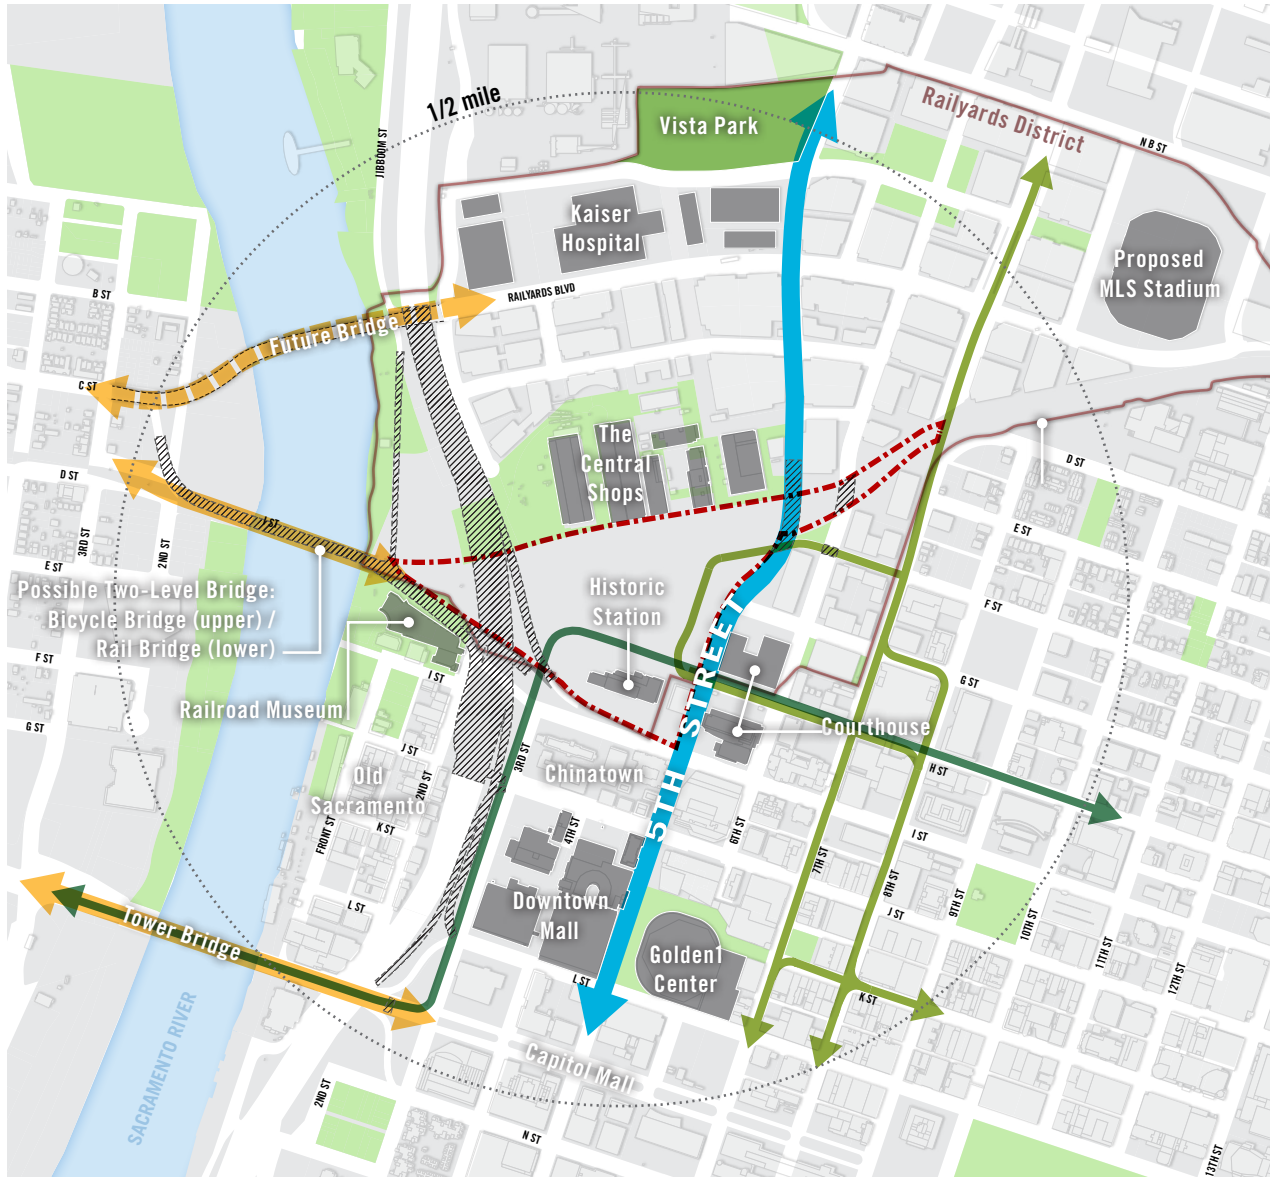 1/2 mile
Vista Park
Railyards District
N B ST
JIBBOOM ST
Kaiser
Hospital
Proposed
MLS Stadium
B ST
RAILYARDS BLVD
Future Bridge
C ST
The
Central
Shops
D ST
D ST
I ST
E ST
3RD ST
2ND ST
E ST
Possible Two-Level Bridge:
Bicycle Bridge (upper) /
Rail Bridge (lower)
Historic
Station
F ST
F ST
I ST
G ST
Railroad Museum
G ST
5TH STREET
Courthouse
J ST
3RD ST
H ST
Chinatown
Old
Sacramento
2ND ST
K ST
FRONT ST
4TH ST
6TH ST
I ST
7TH ST
8TH ST
L ST
Downtown
Mall
J ST
9TH ST
10TH ST
Tower Bridge
Golden1
Center
11TH ST
12TH ST
L ST
K ST
SACRAMENTO RIVER
Capitol Mall
2ND ST
N ST
13TH ST